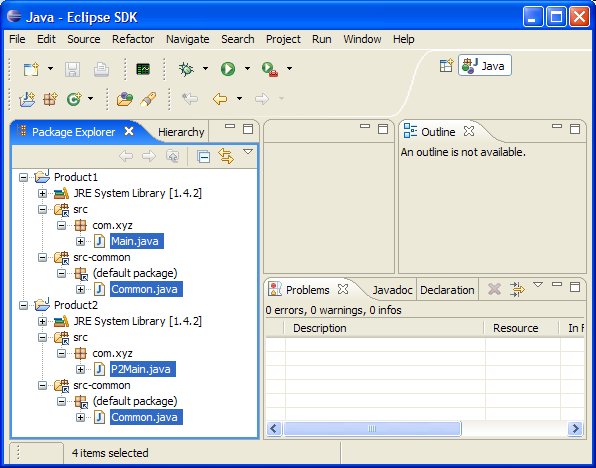 Java - Eclipse SDK
File Edit Source Refactor Navigate Search Project Run Window Help
Java
Package Explorer Hierarchy
Outline
An outline is not available.
Product1
JRE System Library [1.4.2]
src
com.xyz
Main.java
src-common
(default package)
Common.java
Product2
JRE System Library [1.4.2]
src
com.xyz
P2Main.java
src-common
(default package)
Common.java
Problems Javadoc Declaration
0 errors, 0 warnings, 0 infos
Description Resource In F
4 items selected